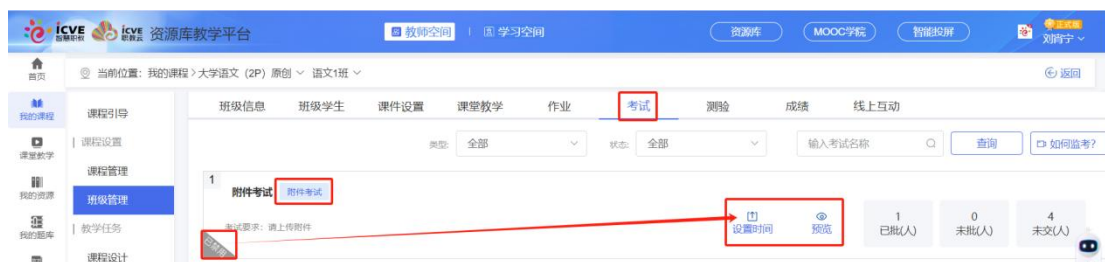 icve 智慧职教 icve 职教云 资源库教学平台 教师空间 学习空间 资源库 MOOC学院 智能投屏 正式版 刘肖宁
首页 当前位置：我的课程>大学语文（2P）原创 语文1班 返回
我的课程 课程引导 班级信息 班级学生 课件设置 课堂教学 作业 考试 测验 成绩 线上互动
课堂教学 课程设置 类型: 全部 状态: 全部 输入考试名称 查询 如何监考?
课程管理
我的资源 班级管理 1 附件考试 附件考试
我的题库 教学任务 考试要求：请上传附件 设置时间 预览 1 已批(人) 0 未批(人) 4 未交(人)
课程设计